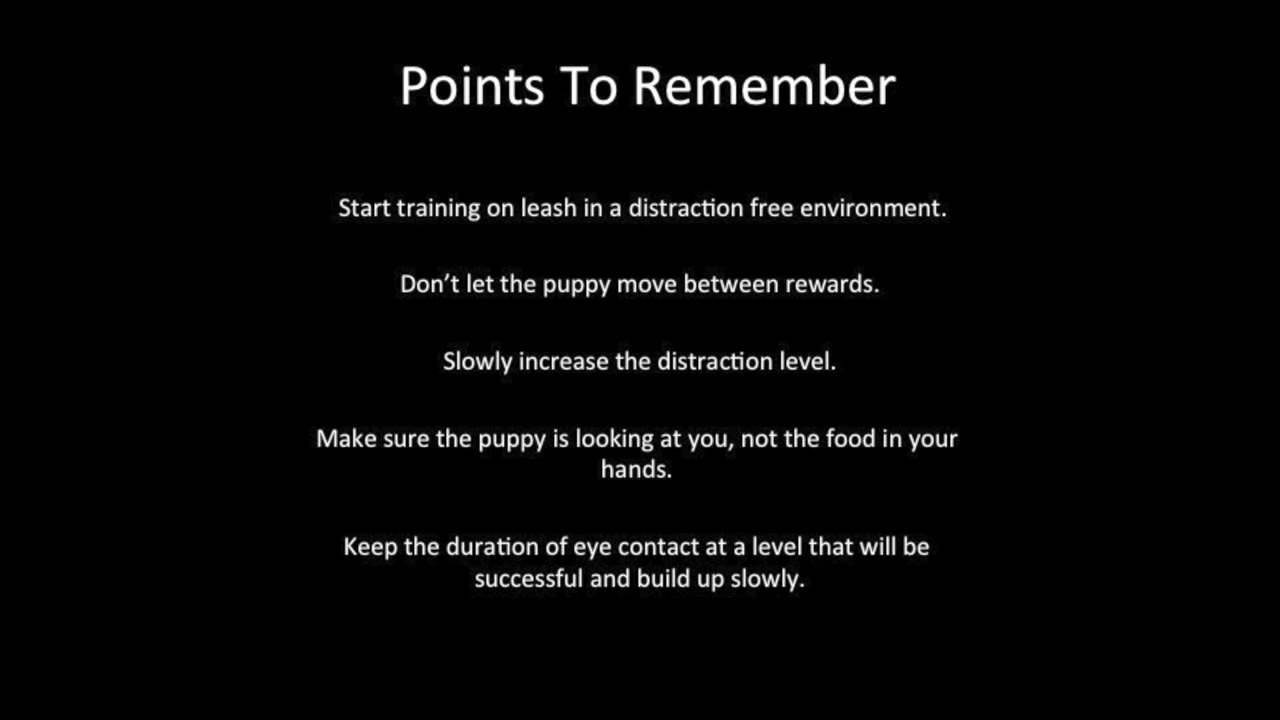 Points To Remember
Start training on leash in a distraction free environment.
Don’t let the puppy move between rewards.
Slowly increase the distraction level.
Make sure the puppy is looking at you, not the food in your
hands.
Keep the duration of eye contact at a level that will be
successful and build up slowly.